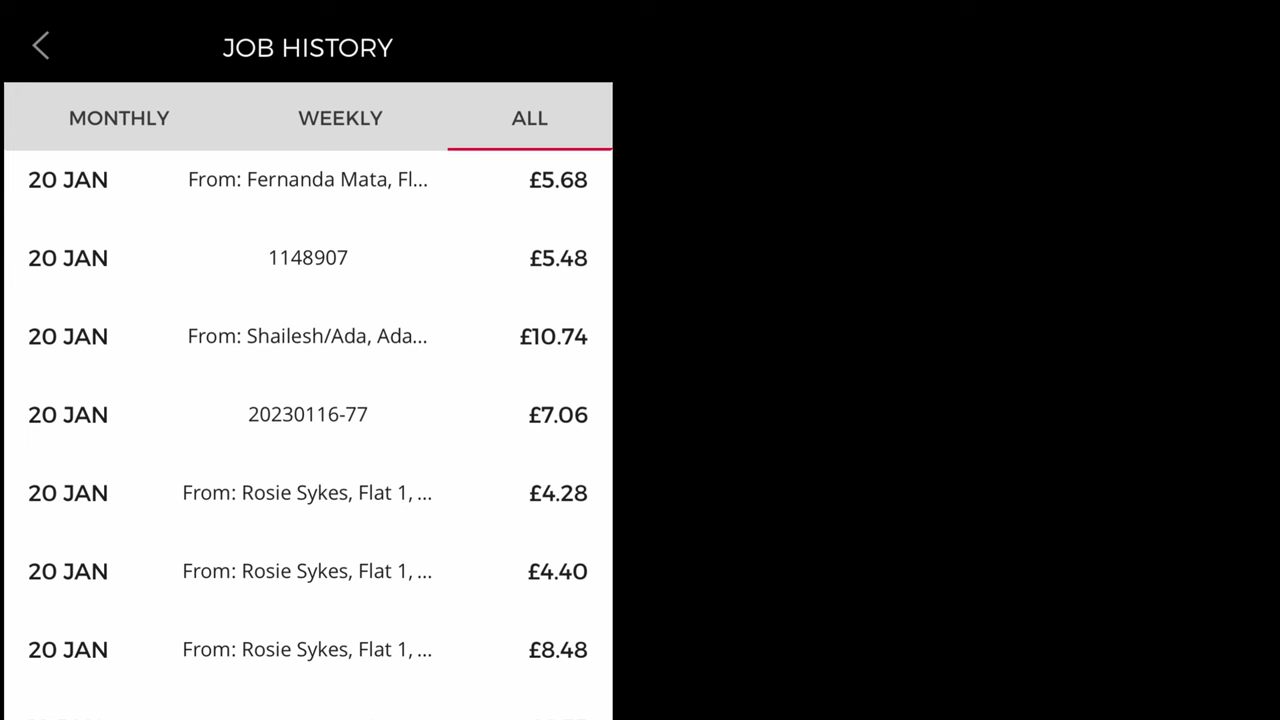 JOB HISTORY
MONTHLY WEEKLY ALL
20 JAN From: Fernanda Mata, Fl... £5.68
20 JAN 1148907 £5.48
20 JAN From: Shailesh/Ada, Ada... £10.74
20 JAN 20230116-77 £7.06
20 JAN From: Rosie Sykes, Flat 1, ... £4.28
20 JAN From: Rosie Sykes, Flat 1, ... £4.40
20 JAN From: Rosie Sykes, Flat 1, ... £8.48